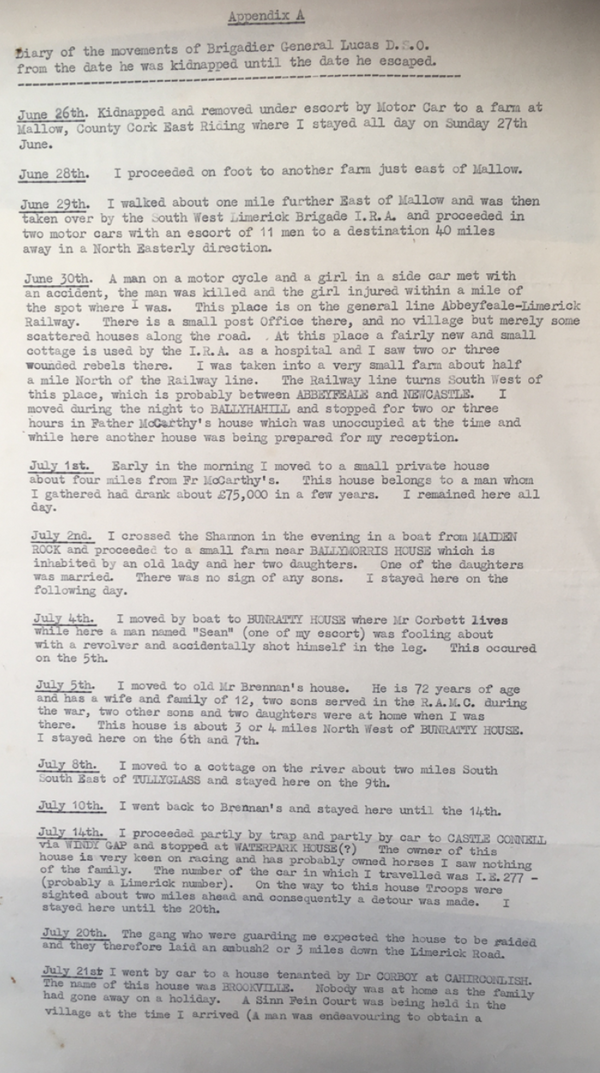 Appendix A
Diary of the movements of Brigadier General Lucas D.S.O.
from the date he was kidnapped until the date he escaped.
June 26th. Kidnapped and removed under escort by Motor Car to a farm at
Mallow, County Cork East Riding where I stayed all day on Sunday 27th
June.
June 28th. I proceeded on foot to another farm just east of Mallow.
June 29th. I walked about one mile further East of Mallow and was then
taken over by the South West Limerick Brigade I.R.A. and proceeded in
two motor cars with an escort of 11 men to a destination 40 miles
away in a North Easterly direction.
June 30th. A man on a motor cycle and a girl in a side car met with
an accident, the man was killed and the girl injured within a mile of
the spot where I was. This place is on the general line Abbeyfeale-Limerick
Railway. There is a small post Office there, and no village but merely some
scattered houses along the road. At this place a fairly new and small
cottage is used by the I.R.A. as a hospital and I saw two or three
wounded rebels there. I was taken into a very small farm about half
a mile North of the Railway line. The Railway line turns South West of
this place, which is probably between ABBEYFEALE and NEWCASTLE. I
moved during the night to BALLYHAHILL and stopped for two or three
hours in Father McCarthy's house which was unoccupied at the time and
while here another house was being prepared for my reception.
July 1st. Early in the morning I moved to a small private house
about four miles from Fr McCarthy's. This house belongs to a man whom
I gathered had drank about £75,000 in a few years. I remained here all
day.
July 2nd. I crossed the Shannon in the evening in a boat from MAIDEN
ROCK and proceeded to a small farm near BALLYMORRIS HOUSE which is
inhabited by an old lady and her two daughters. One of the daughters
was married. There was no sign of any sons. I stayed here on the
following day.
July 4th. I moved by boat to BUNRATTY HOUSE where Mr Corbett lives
while here a man named "Sean" (one of my escort) was fooling about
with a revolver and accidentally shot himself in the leg. This occured
on the 5th.
July 5th. I moved to old Mr Brennan's house. He is 72 years of age
and has a wife and family of 12, two sons served in the R.A.M.C. during
the war, two other sons and two daughters were at home when I was
there. This house is about 3 or 4 miles North West of BUNRATTY HOUSE.
I stayed here on the 6th and 7th.
July 8th. I moved to a cottage on the river about two miles South
South East of TULLYGLASS and stayed here on the 9th.
July 10th. I went back to Brennan's and stayed here until the 14th.
July 14th. I proceeded partly by trap and partly by car to CASTLE CONNELL
via WINDY GAP and stopped at WATERPARK HOUSE(?) The owner of this
house is very keen on racing and has probably owned horses I saw nothing
of the family. The number of the car in which I travelled was I.E.277 -
(probably a Limerick number). On the way to this house Troops were
sighted about two miles ahead and consequently a detour was made. I
stayed here until the 20th.
July 20th. The gang who were guarding me expected the house to be raided
and they therefore laid an ambush2 or 3 miles down the Limerick Road.
July 21st I went by car to a house tenanted by Dr CORBOY at CAHIRCONLISH.
The name of this house was BROOKVILLE. Nobody was at home as the family
had gone away on a holiday. A Sinn Fein Court was being held in the
village at the time I arrived (A man was endeavouring to obtain a